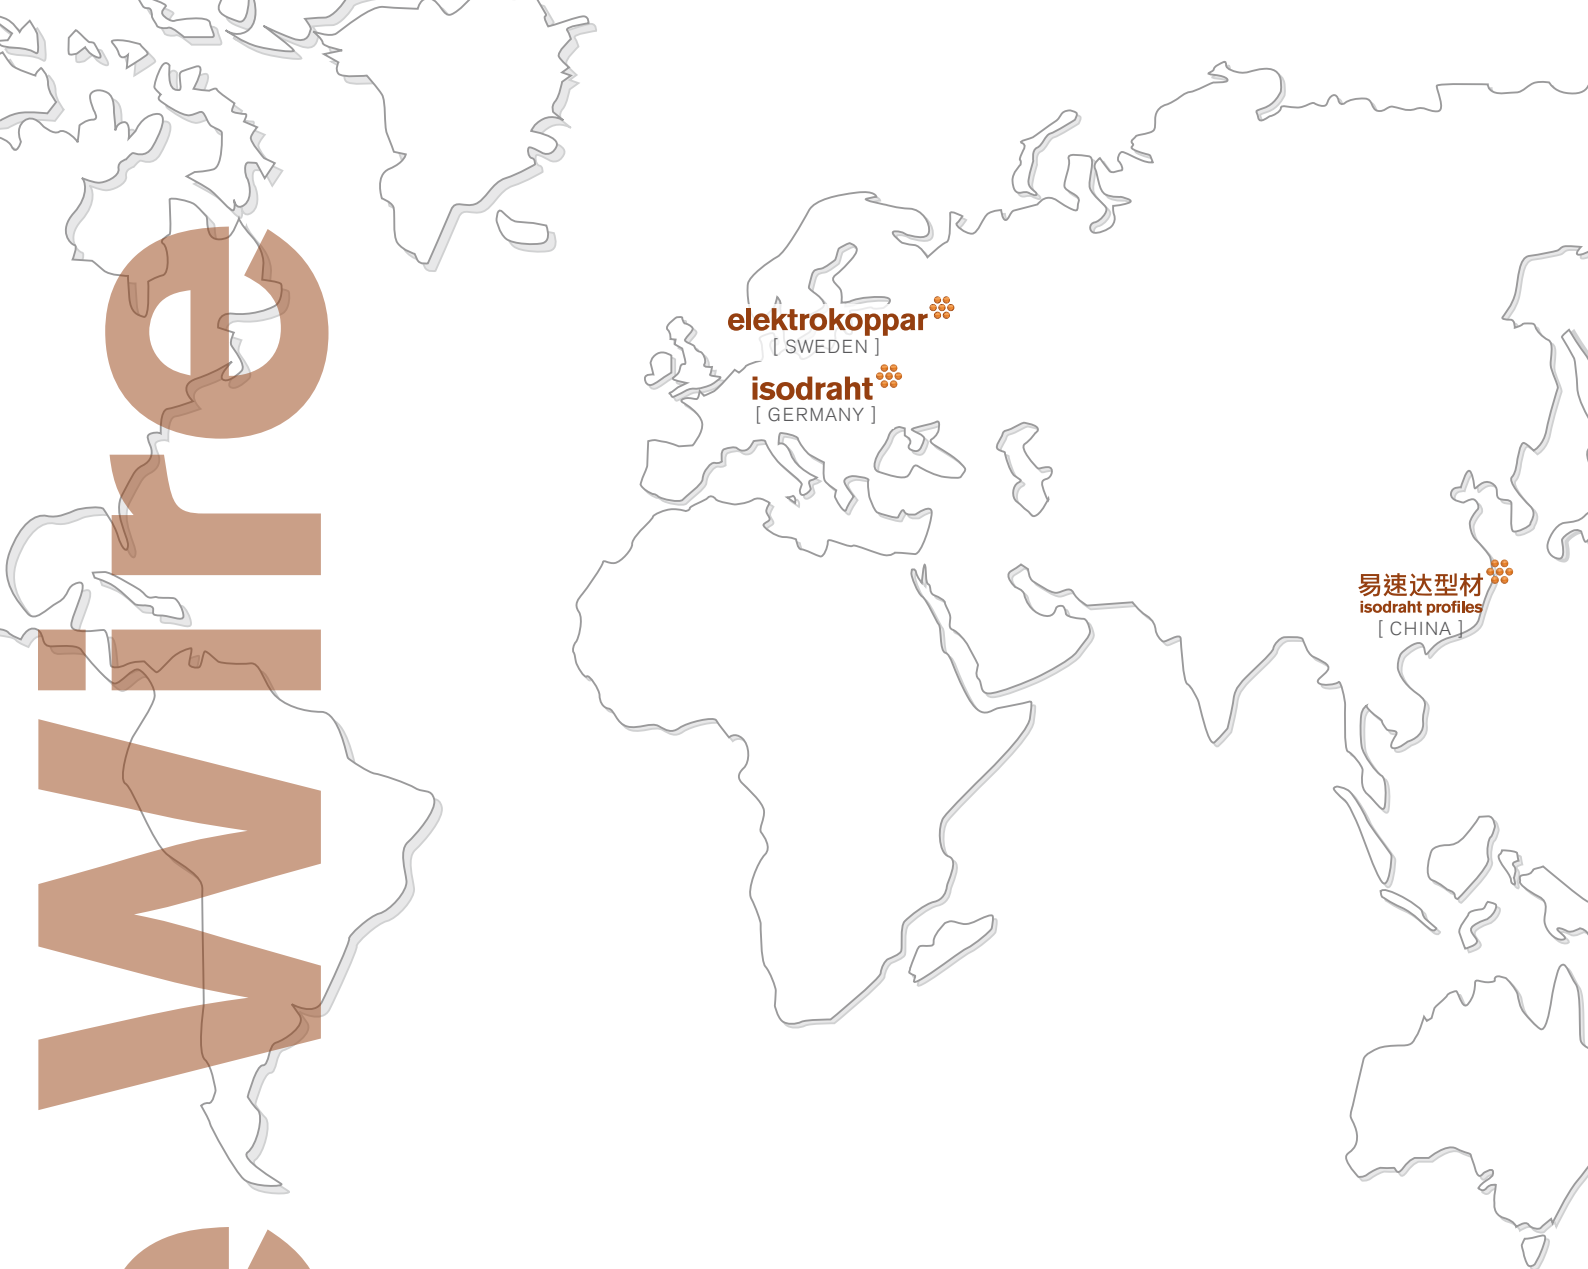 wire
elektrokoppar
[ SWEDEN ]
isodraht
[ GERMANY ]
易速达型材
isodraht profiles
[ CHINA ]